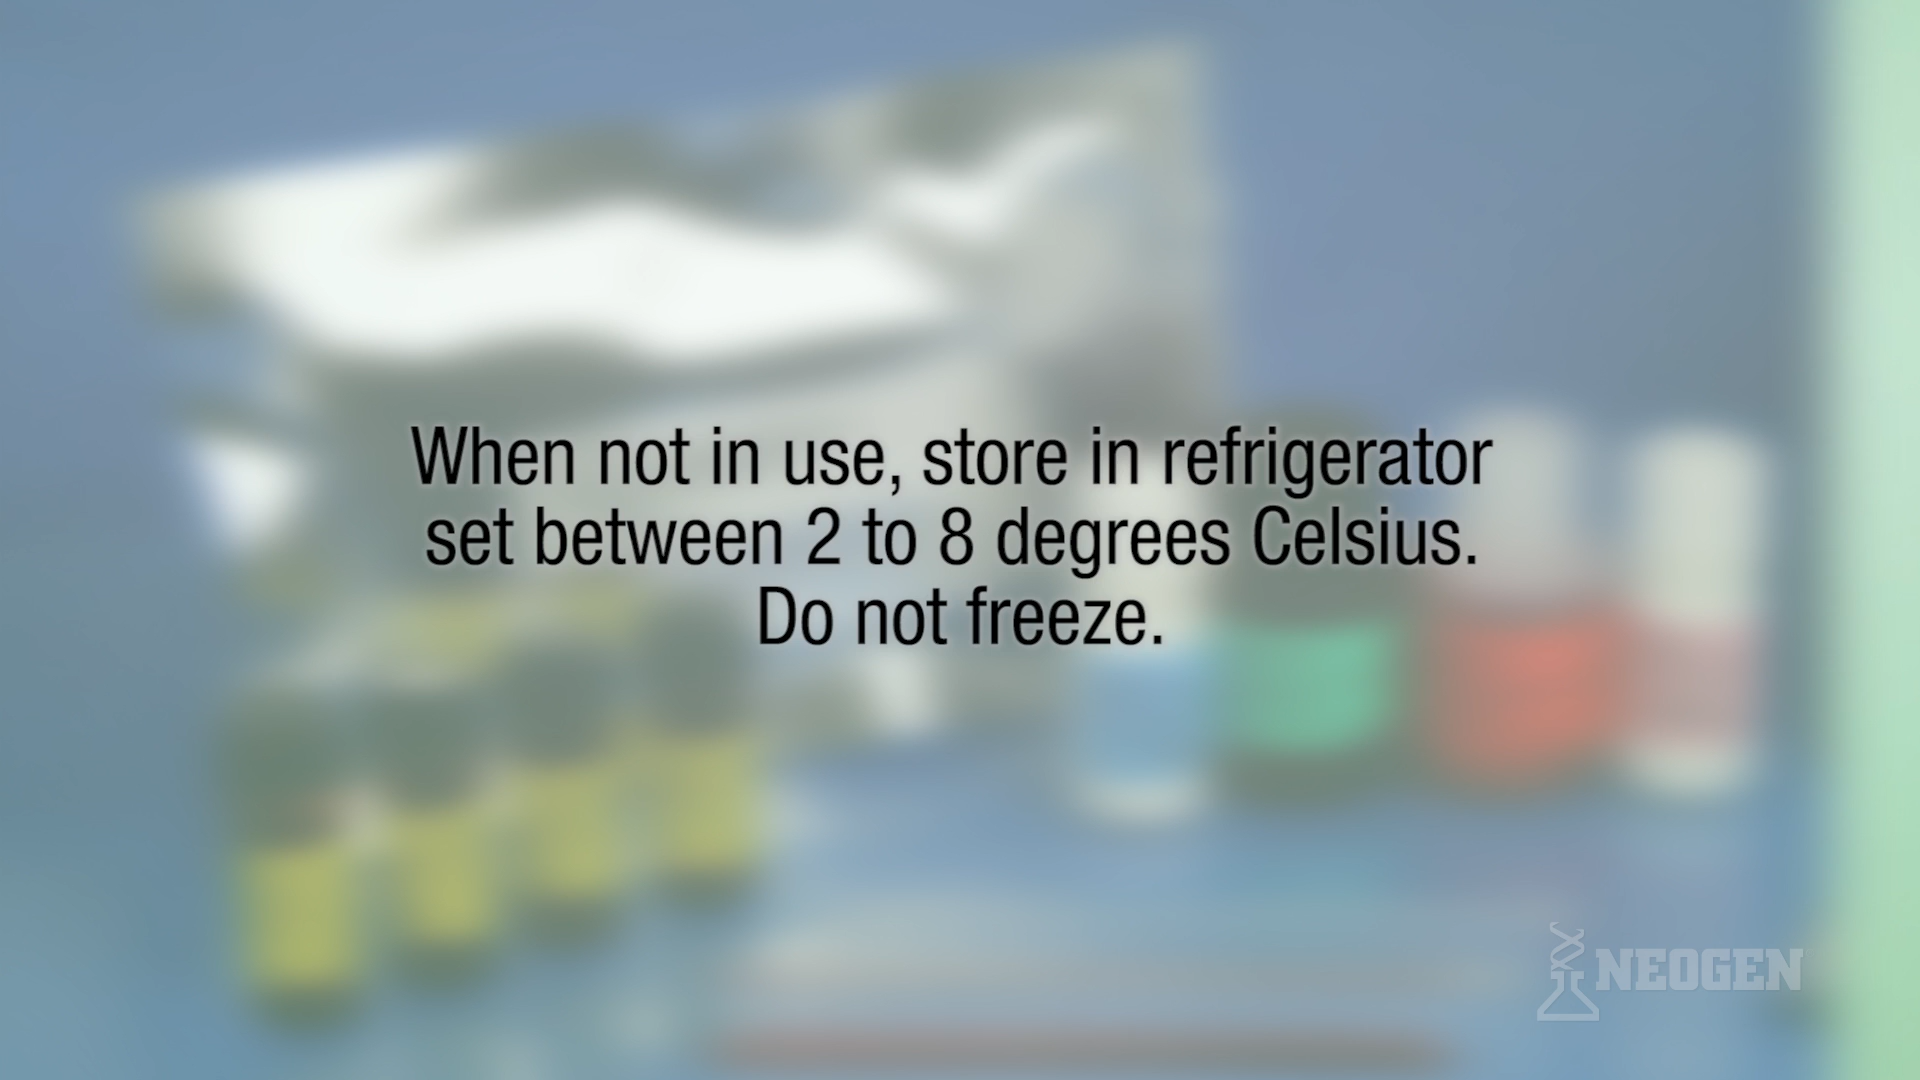 When not in use, store in refrigerator
set between 2 to 8 degrees Celsius.
Do not freeze.
NEOGEN